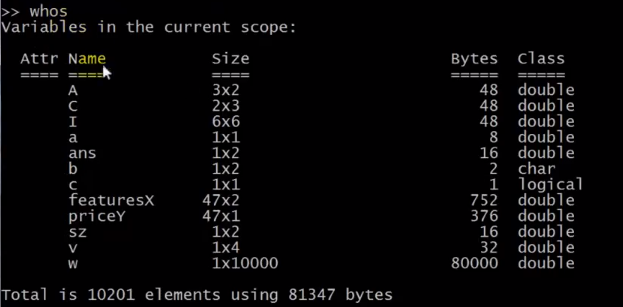 >> whos
Variables in the current scope:
Attr Name Size Bytes Class
==== ==== ==== ===== =====
A 3x2 48 double
C 2x3 48 double
I 6x6 48 double
a 1x1 8 double
ans 1x2 16 double
b 1x2 2 char
c 1x1 1 logical
featuresX 47x2 752 double
priceY 47x1 376 double
sz 1x2 16 double
v 1x4 32 double
w 1x10000 80000 double
Total is 10201 elements using 81347 bytes